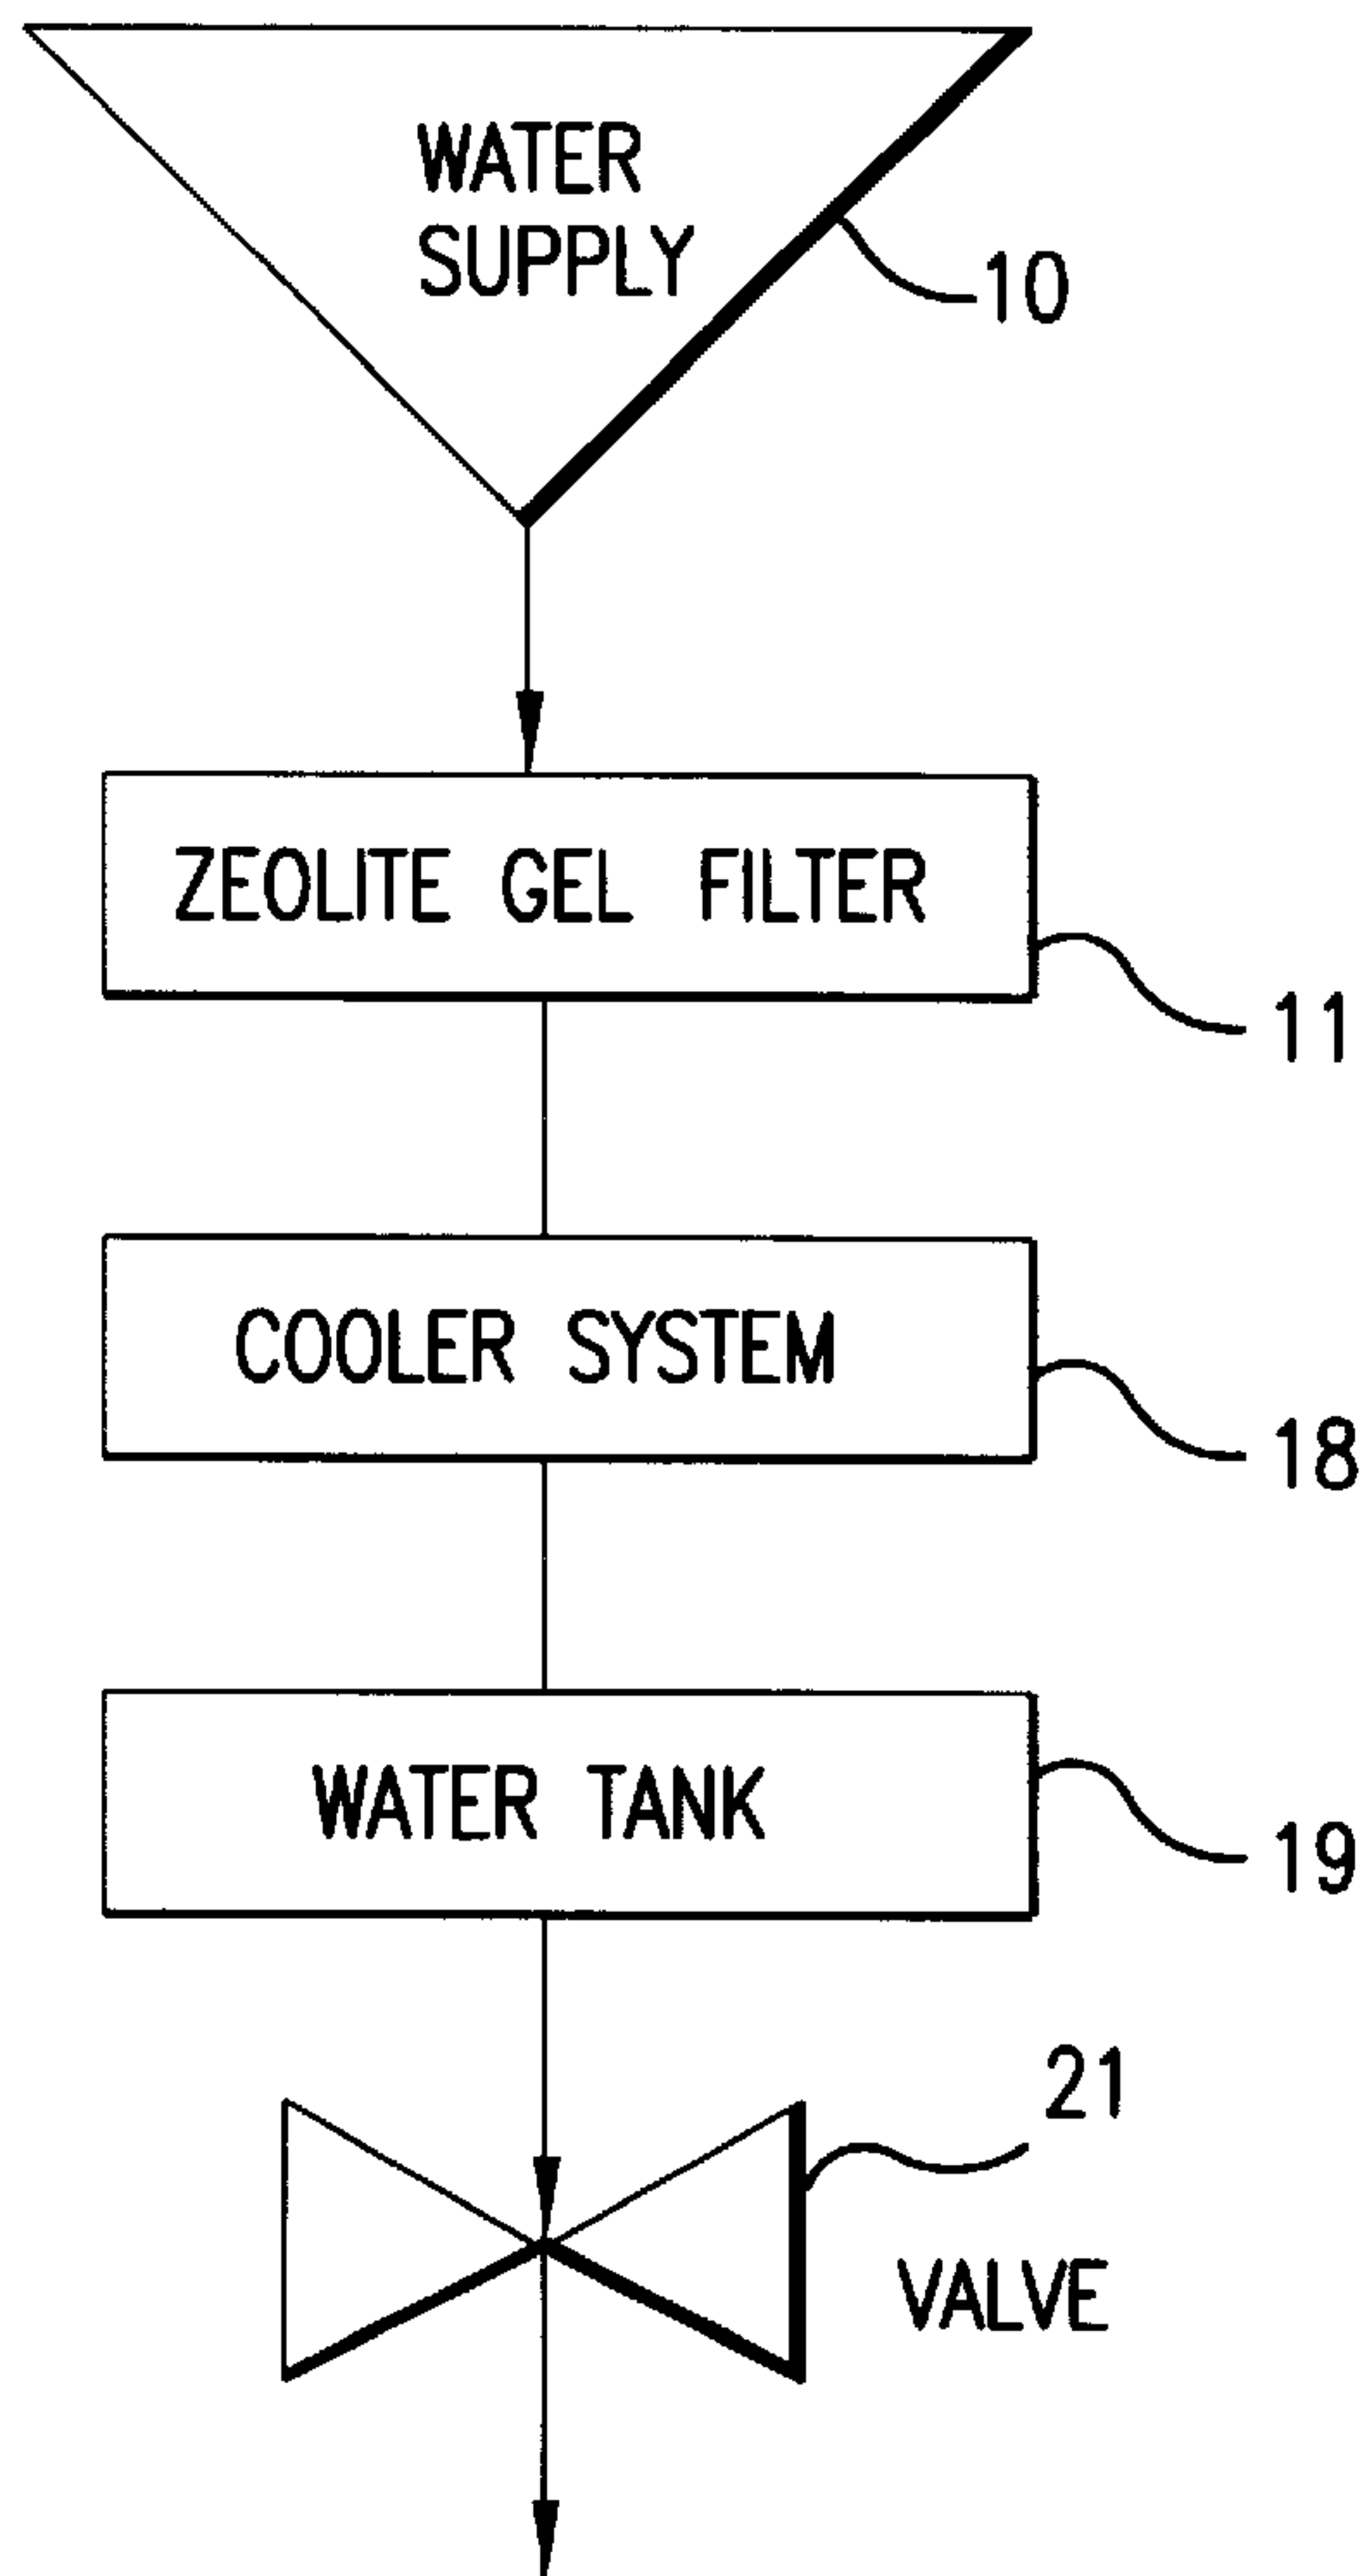 WATER
SUPPLY
10
ZEOLITE GEL FILTER
11
COOLER SYSTEM
18
WATER TANK
19
21
VALVE